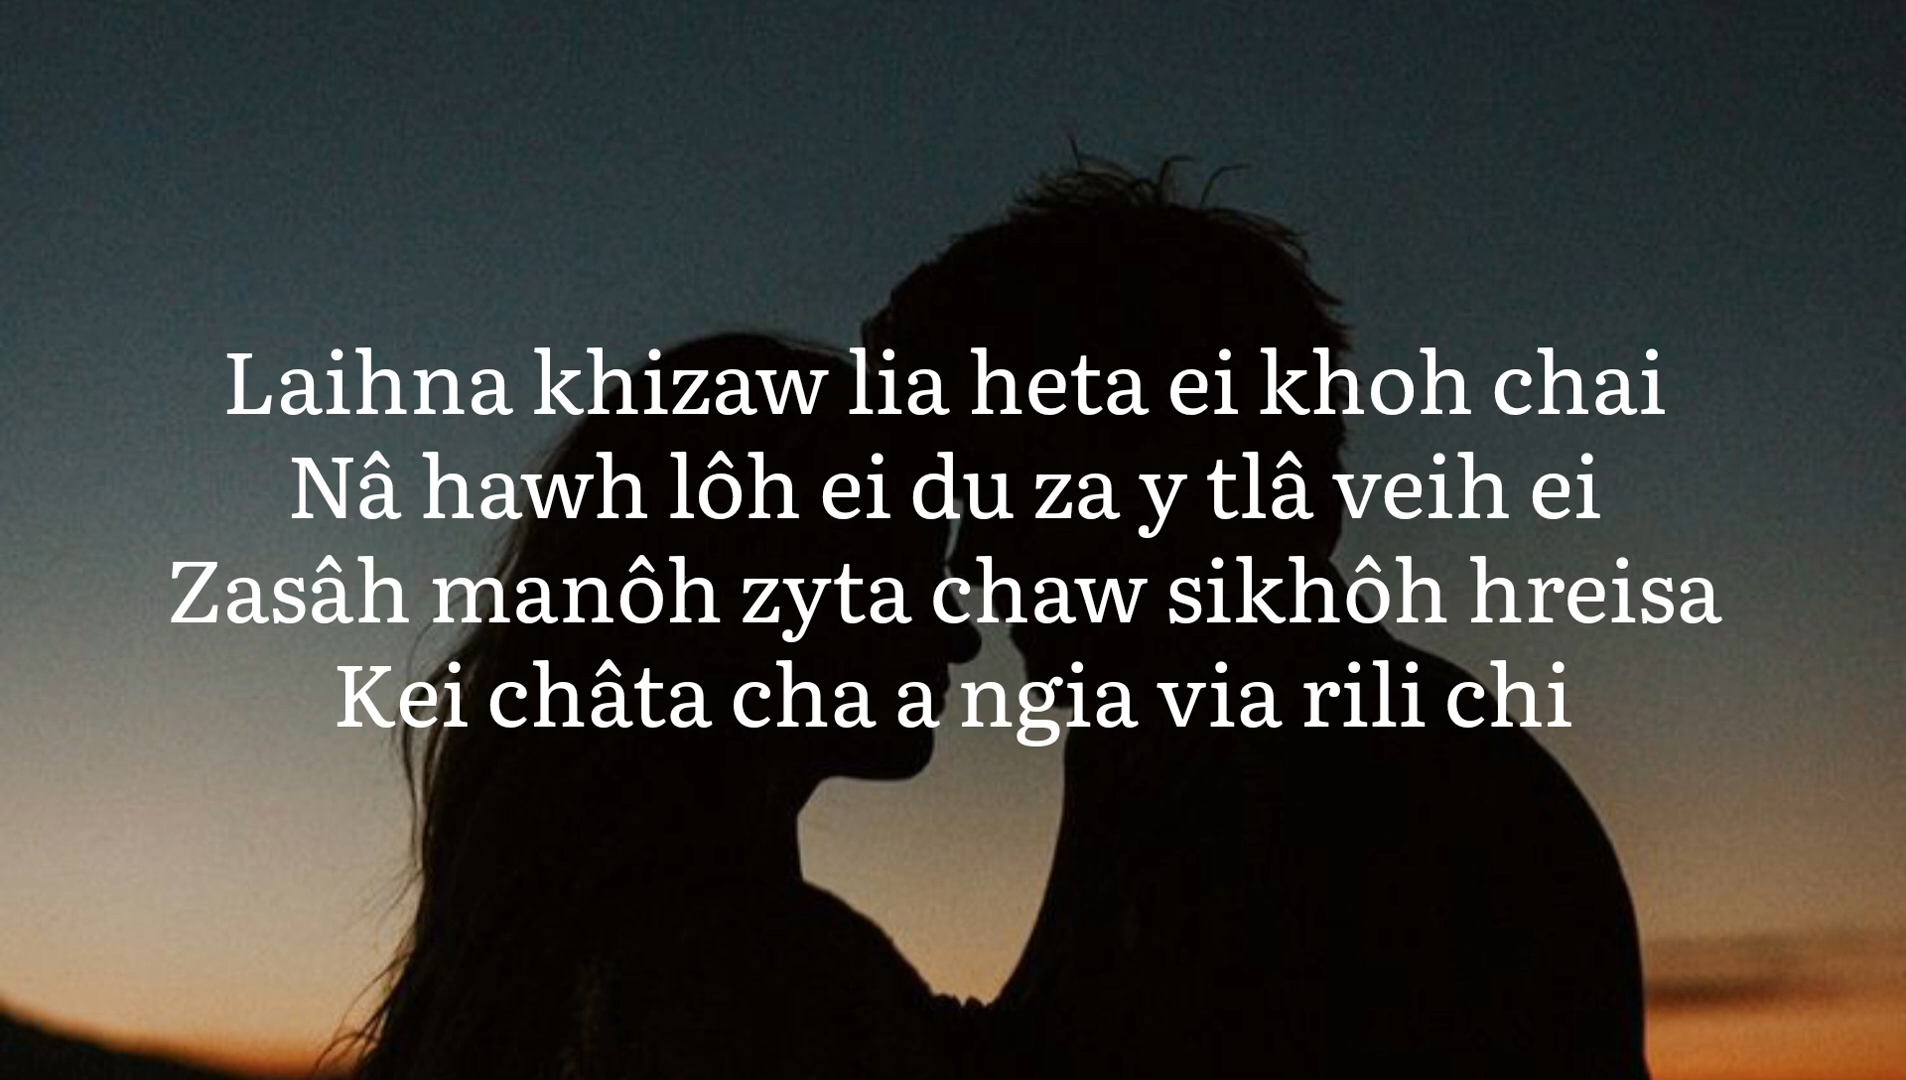 Laihna khizaw lia heta ei khoh chai
Nâ hawh lôh ei du za y tlâ veih ei
Zasâh manôh zyta chaw sikhôh hreisa
Kei châta cha a ngia via rili chi